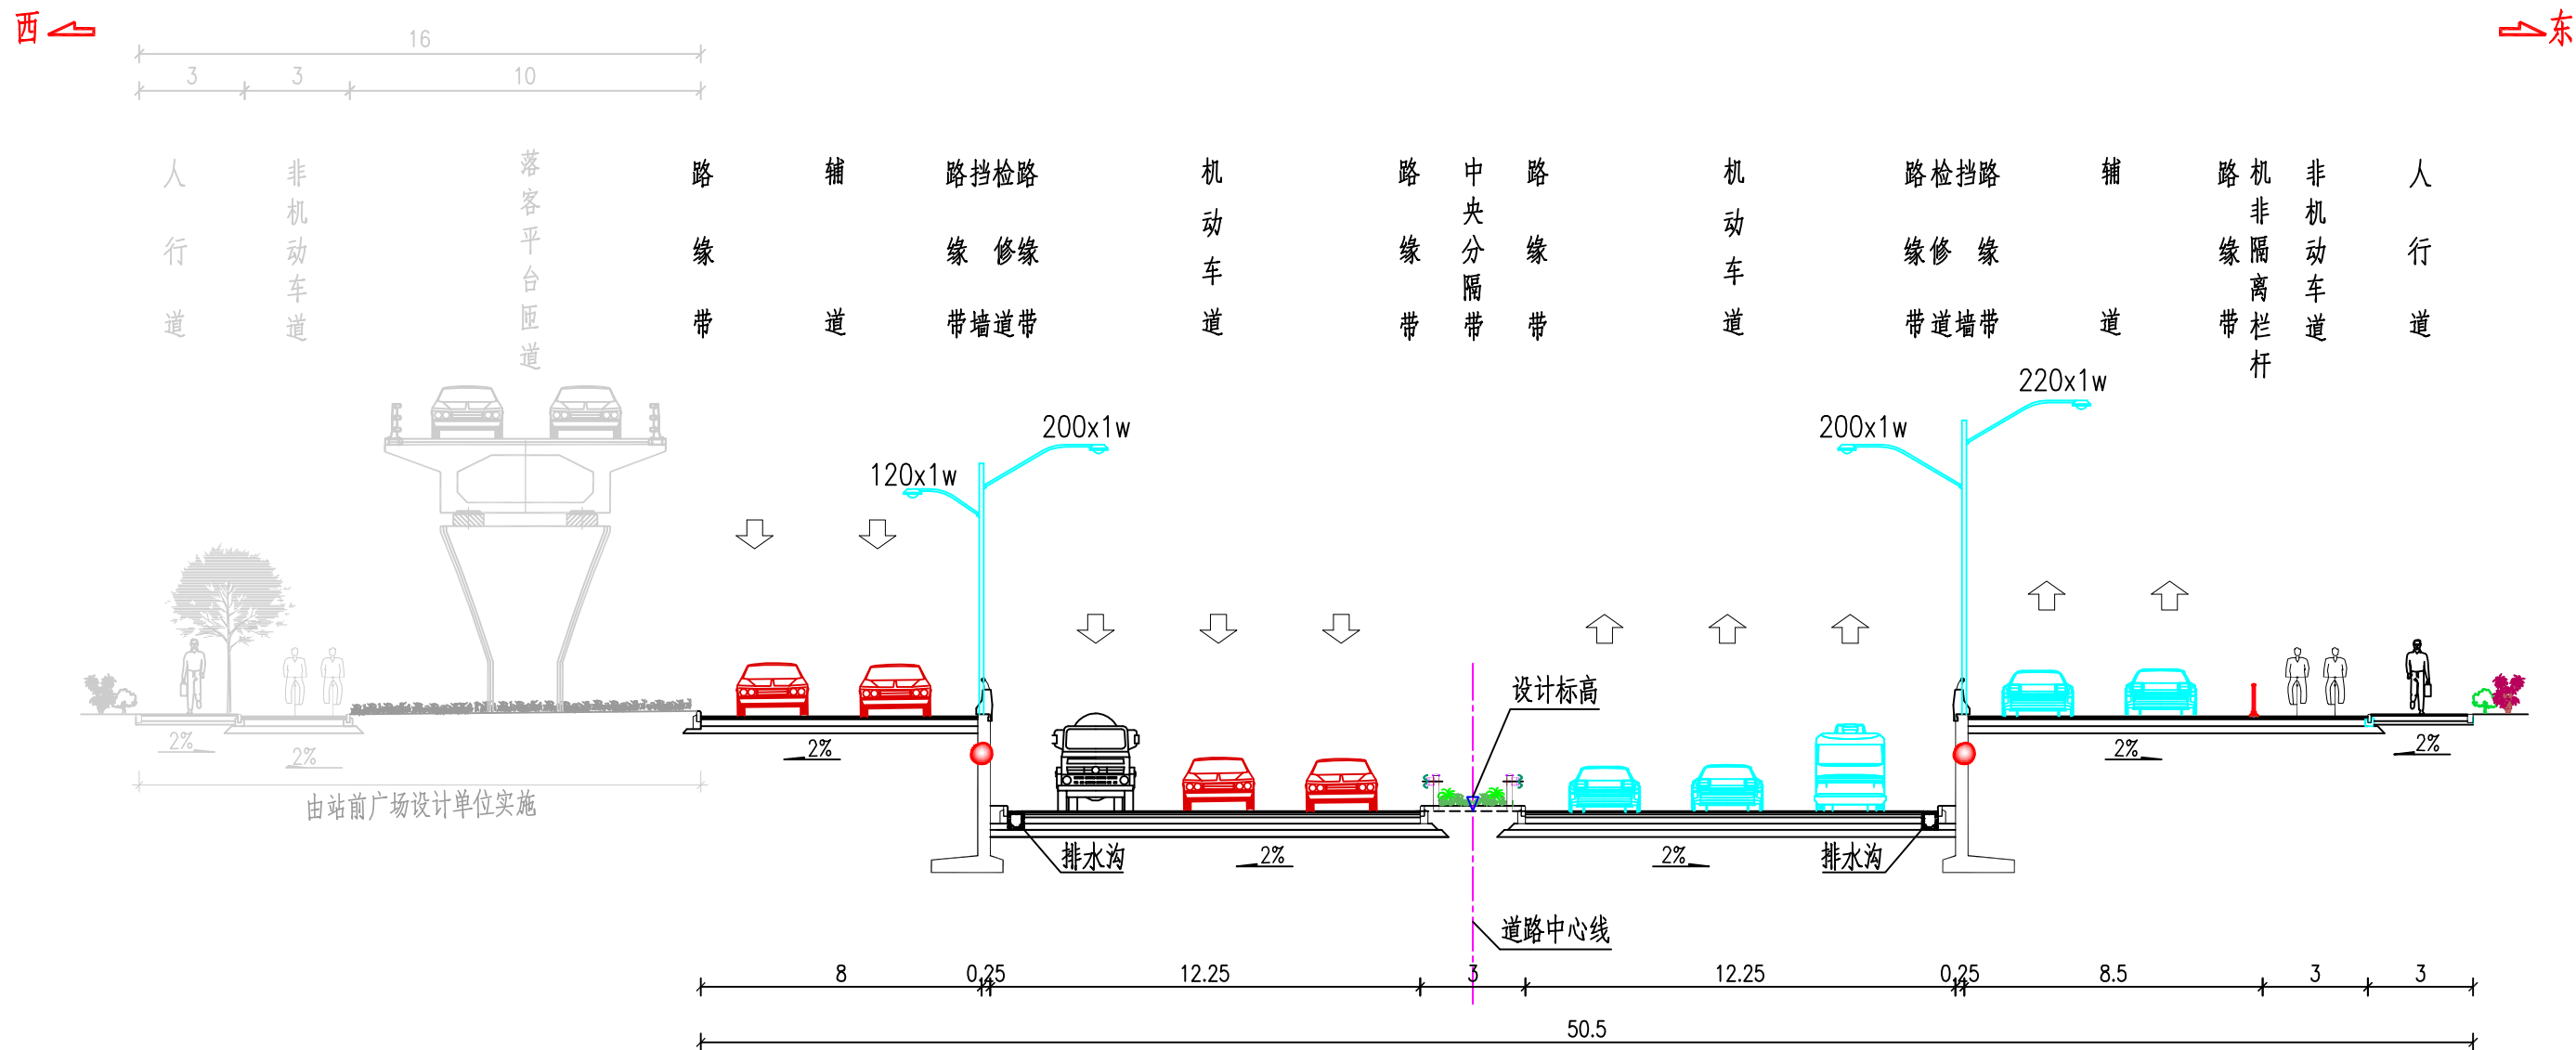 西
东
16
3
3
10
人行道
非机动车道
落客平台匝道
路缘带
辅道
路缘带
挡墙
检修道
路缘带
机动车道
路缘带
中央分隔带
路缘带
机动车道
路缘带
检修道
挡墙
路缘带
辅道
路缘带
机非隔离栏杆
非机动车道
人行道
220x1w
200x1w
200x1w
120x1w
设计标高
2%
2%
2%
2%
2%
由站前广场设计单位实施
排水沟
2%
2%
排水沟
2%
道路中心线
8
0.25
12.25
3
12.25
0.25
8.5
3
3
50.5